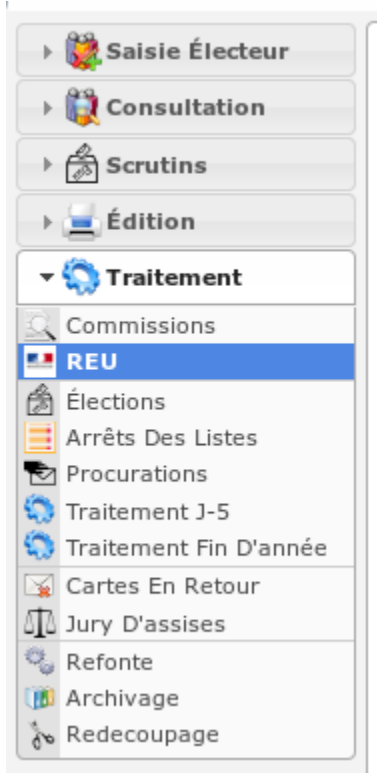 Saisie Électeur
Consultation
Scrutins
Édition
Traitement
Commissions
REU
Élections
Arrêts Des Listes
Procurations
Traitement J-5
Traitement Fin D'année
Cartes En Retour
Jury D'assises
Refonte
Archivage
Redecoupage